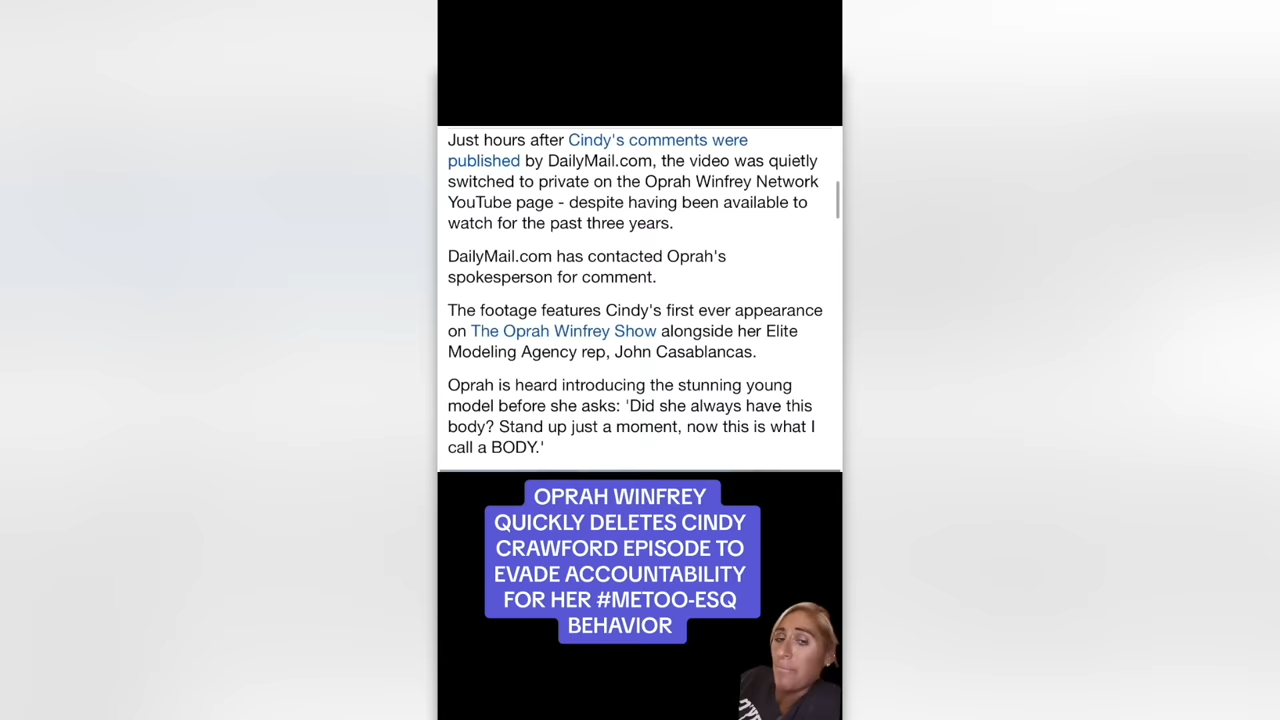 Just hours after Cindy's comments were
published by DailyMail.com, the video was quietly
switched to private on the Oprah Winfrey Network
YouTube page - despite having been available to
watch for the past three years.
DailyMail.com has contacted Oprah's
spokesperson for comment.
The footage features Cindy's first ever appearance
on The Oprah Winfrey Show alongside her Elite
Modeling Agency rep, John Casablancas.
Oprah is heard introducing the stunning young
model before she asks: 'Did she always have this
body? Stand up just a moment, now this is what I
call a BODY.'
OPRAH WINFREY
QUICKLY DELETES CINDY
CRAWFORD EPISODE TO
EVADE ACCOUNTABILITY
FOR HER #METOO-ESQ
BEHAVIOR